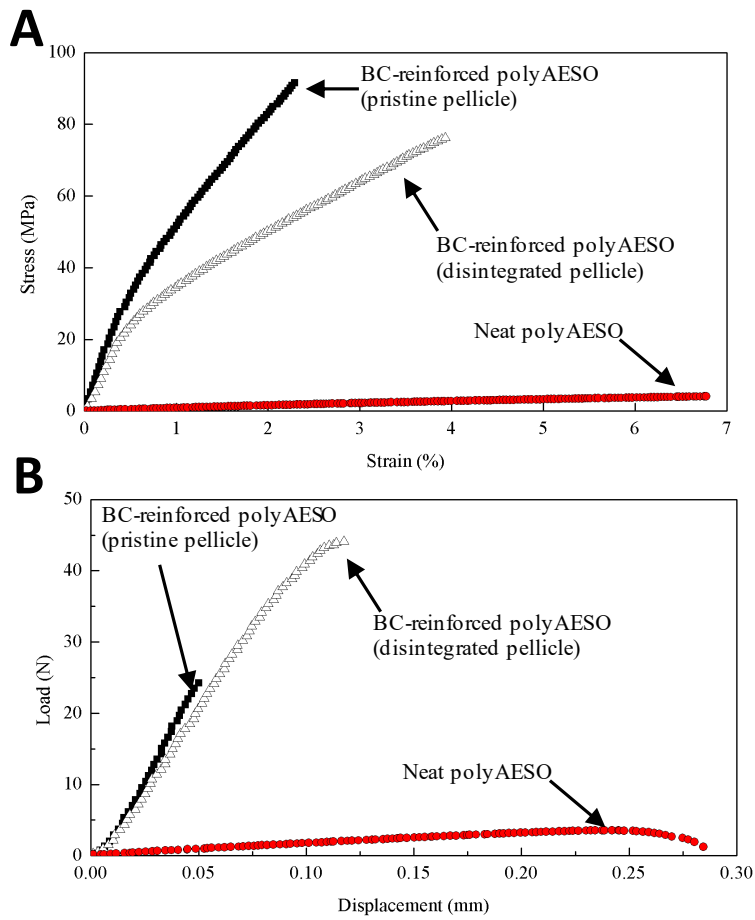 A
100
80
60
40
20
0
Stress (MPa)
BC-reinforced polyAESO
(pristine pellicle)
BC-reinforced polyAESO
(disintegrated pellicle)
Neat polyAESO
0 1 2 3 4 5 6 7
Strain (%)
B
50
40
30
20
10
0
Load (N)
BC-reinforced polyAESO
(pristine pellicle)
BC-reinforced polyAESO
(disintegrated pellicle)
Neat polyAESO
0.00 0.05 0.10 0.15 0.20 0.25 0.30
Displacement (mm)